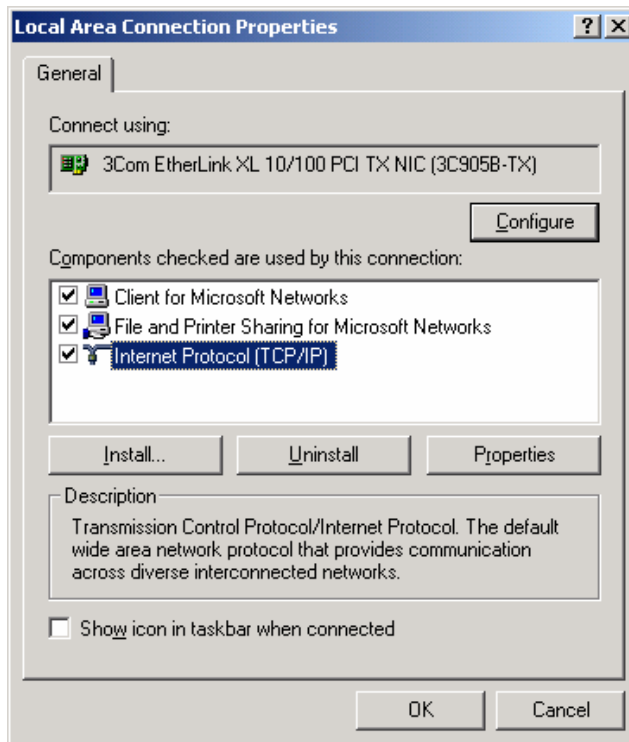 Local Area Connection Properties
General
Connect using:
3Com EtherLink XL 10/100 PCI TX NIC (3C905B-TX)
Configure
Components checked are used by this connection:
Client for Microsoft Networks
File and Printer Sharing for Microsoft Networks
Internet Protocol (TCP/IP)
Install...
Uninstall
Properties
Description
Transmission Control Protocol/Internet Protocol. The default
wide area network protocol that provides communication
across diverse interconnected networks.
Show icon in taskbar when connected
OK
Cancel